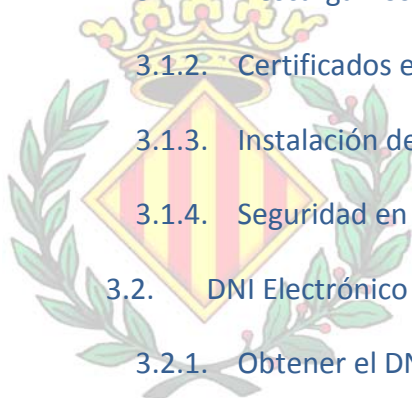 3.1.2. Certificados e
3.1.3. Instalación de
3.1.4. Seguridad en
3.2. DNI Electrónico
3.2.1. Obtener el DN